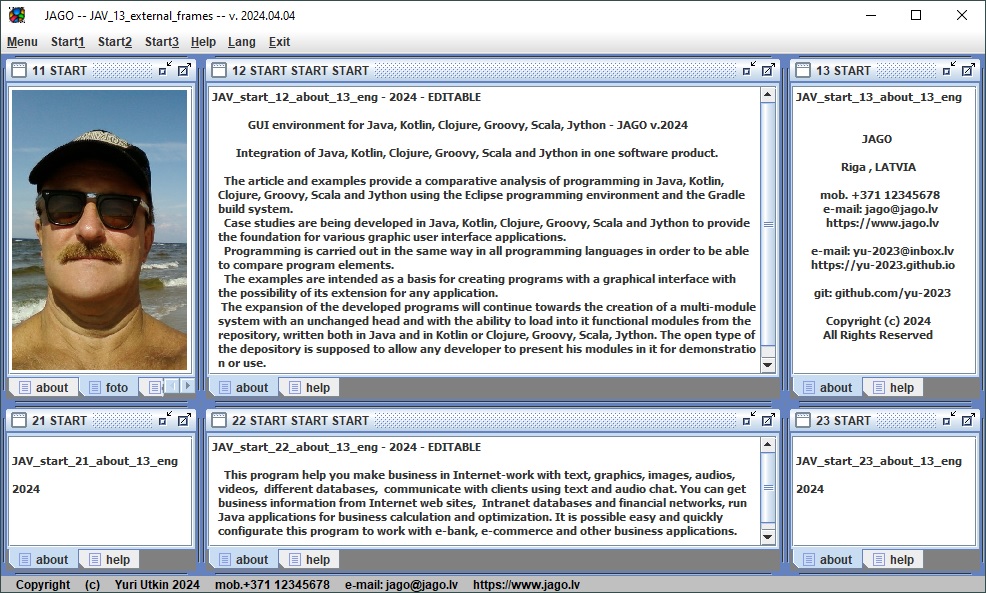 JAGO -- JAV_13_external_frames -- v. 2024.04.04
Menu Start1 Start2 Start3 Help Lang Exit
11 START
about foto
12 START START START
JAV_start_12_about_13_eng - 2024 - EDITABLE
GUI environment for Java, Kotlin, Clojure, Groovy, Scala, Jython - JAGO v.2024
Integration of Java, Kotlin, Clojure, Groovy, Scala and Jython in one software product.
The article and examples provide a comparative analysis of programming in Java, Kotlin,
Clojure, Groovy, Scala and Jython using the Eclipse programming environment and the Gradle
build system.
Case studies are being developed in Java, Kotlin, Clojure, Groovy, Scala and Jython to provide
the foundation for various graphic user interface applications.
Programming is carried out in the same way in all programming languages in order to be able
to compare program elements.
The examples are intended as a basis for creating programs with a graphical interface with
the possibility of its extension for any application.
The expansion of the developed programs will continue towards the creation of a multi-module
system with an unchanged head and with the ability to load into it functional modules from the
repository, written both in Java and in Kotlin or Clojure, Groovy, Scala, Jython. The open type of
the depository is supposed to allow any developer to present his modules in it for demonstratio
n or use.
about help
13 START
JAV_start_13_about_13_eng
JAGO
Riga , LATVIA
mob. +371 12345678
e-mail: jago@jago.lv
https://www.jago.lv
e-mail: yu-2023@inbox.lv
https://yu-2023.github.io
git: github.com/yu-2023
Copyright (c) 2024
All Rights Reserved
about help
21 START
JAV_start_21_about_13_eng
2024
about help
22 START START START
JAV_start_22_about_13_eng - 2024 - EDITABLE
This program help you make business in Internet-work with text, graphics, images, audios,
videos, different databases, communicate with clients using text and audio chat. You can get
business information from Internet web sites, Intranet databases and financial networks, run
Java applications for business calculation and optimization. It is possible easy and quickly
configurate this program to work with e-bank, e-commerce and other business applications.
about help
23 START
JAV_start_23_about_13_eng
2024
about help
Copyright (c) Yuri Utkin 2024 mob.+371 12345678 e-mail: jago@jago.lv https://www.jago.lv